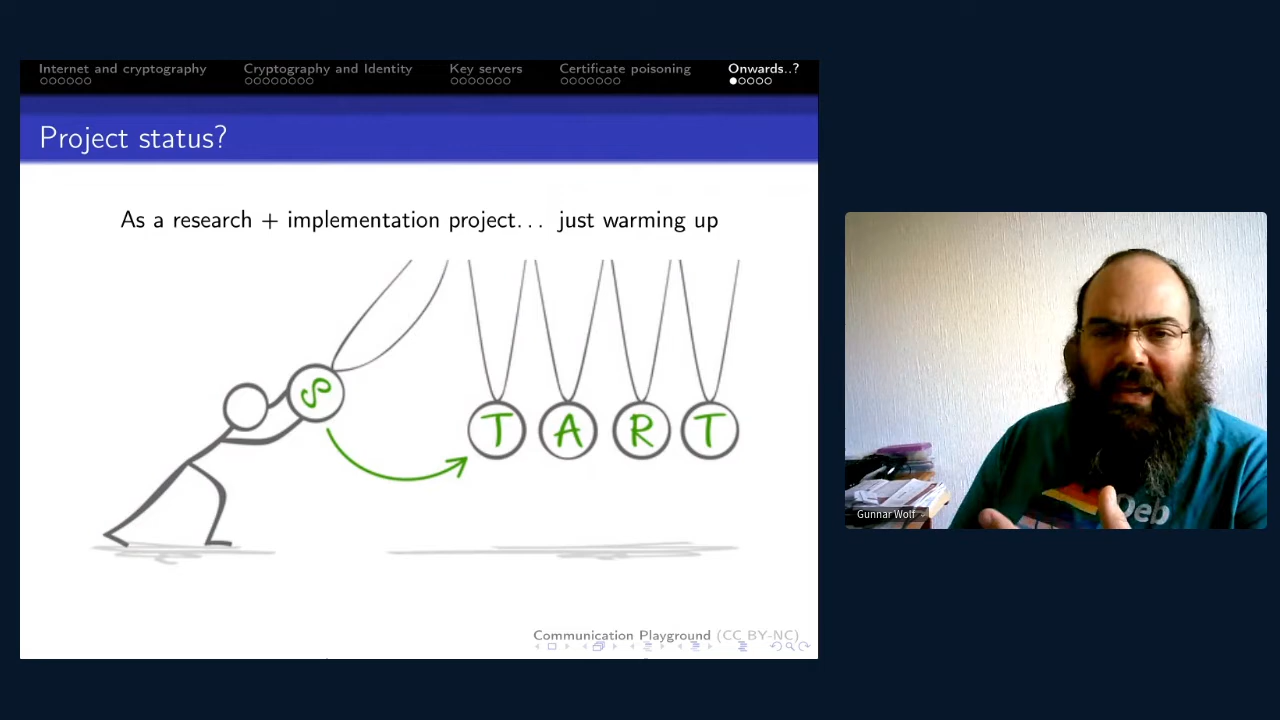 Internet and cryptography Cryptography and Identity Key servers Certificate poisoning Onwards..?
Project status?
As a research + implementation project... just warming up
S T A R T
Communication Playground (CC BY-NC)
Gunnar Wolf
Deb